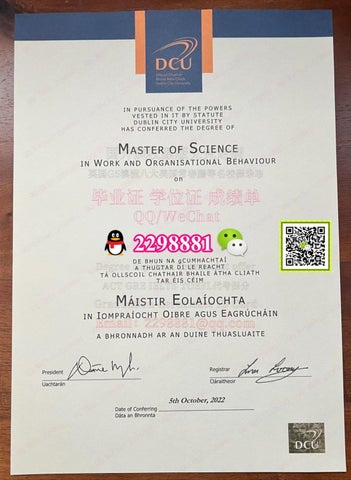 DCU
IN PURSUANCE OF THE POWERS
VESTED IN IT BY STATUTE
DUBLIN CITY UNIVERSITY
HAS CONFERRED THE DEGREE OF
MASTER OF SCIENCE
IN WORK AND ORGANISATIONAL BEHAVIOUR
on
毕业证 学位证 成绩单
QQ/WeChat
2298881
DE BHUN NA gCUMHACHTAÍ
A THUGTAR DI LE REACHT
TÁ OLLSCOIL CHATHAIR BHAILE ÁTHA CLIATH
TAR ÉIS CÉIM
MÁISTIR EOLAÍOCHTA
IN IOMPRAÍOCHT OIBRE AGUS EAGRÚCHÁIN
Email: 2298881@qq.com
A BHRONNADH AR AN DUINE THUASLUAITE
President
Uachtarán
Registrar
Cláraitheoir
5th October, 2022
Date of Conferring
Dáta an Bhronnta
DCU